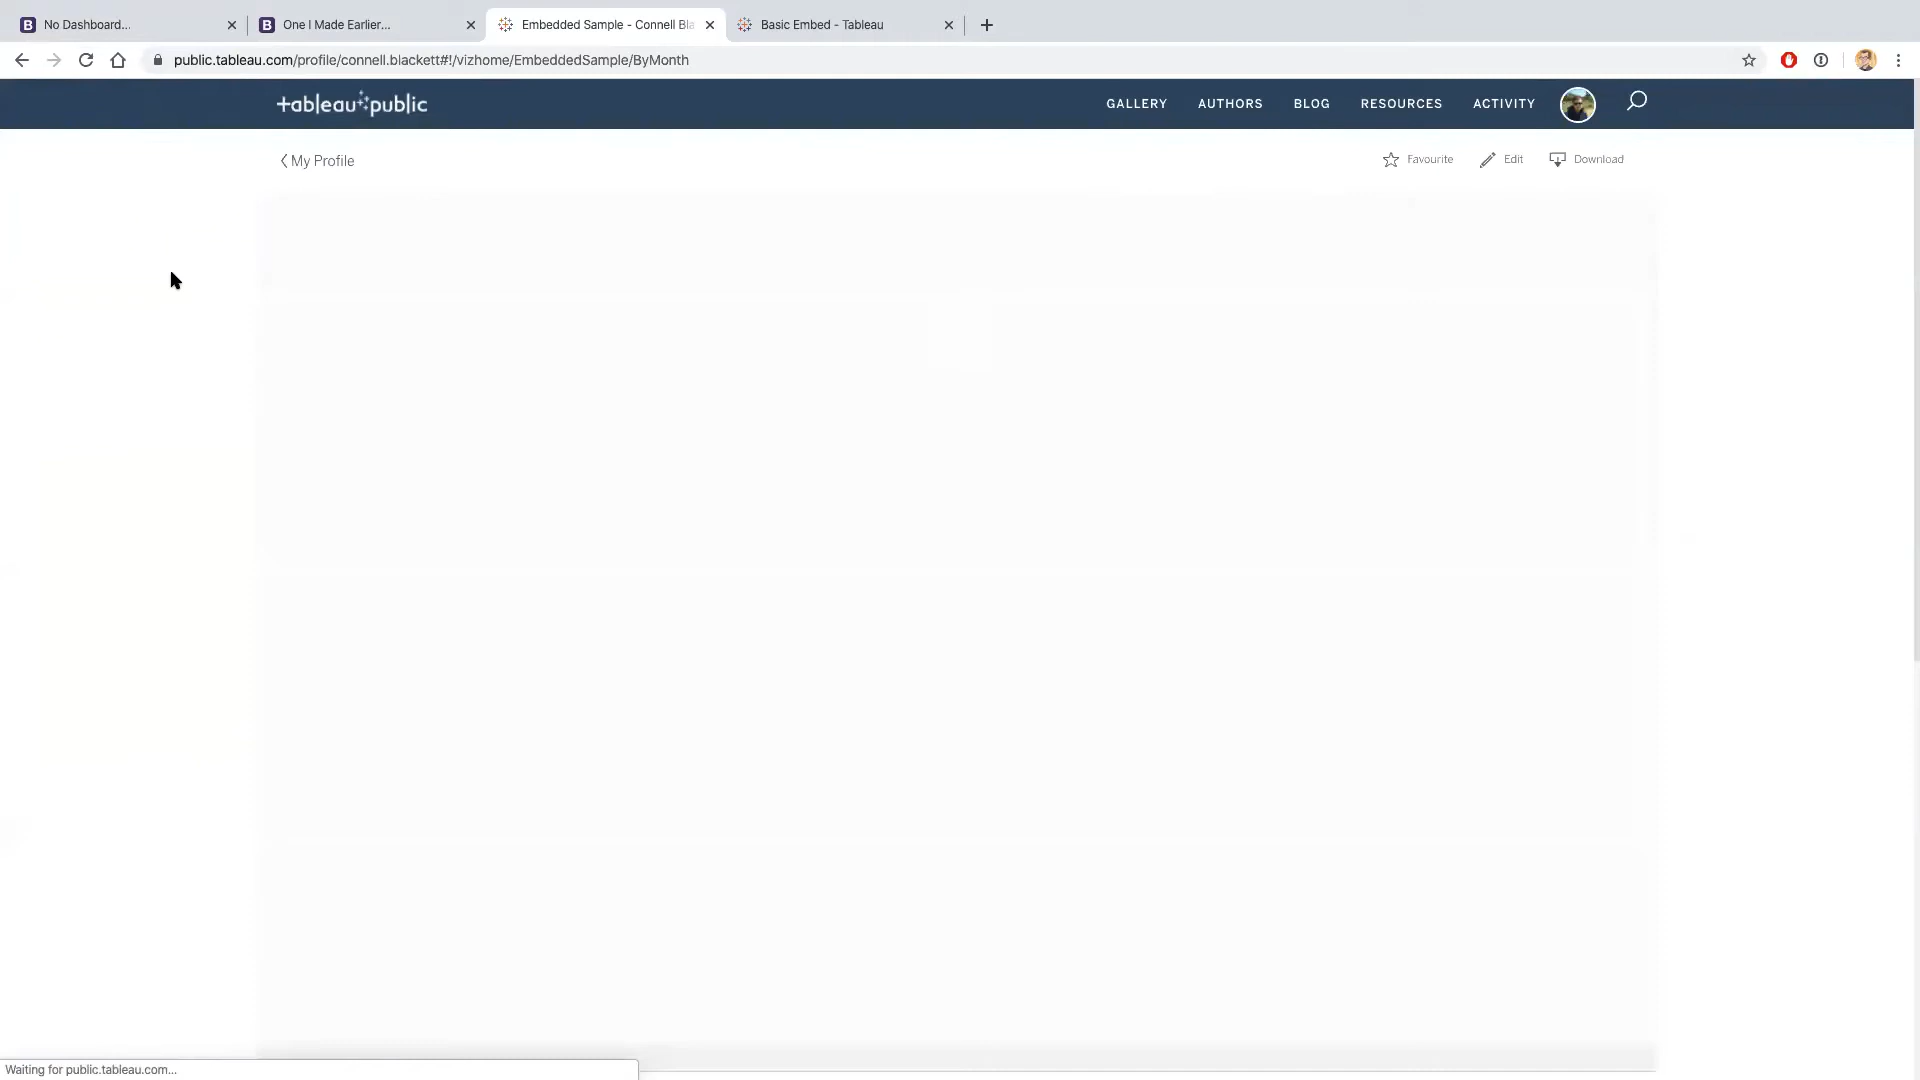 No Dashboard...
One I Made Earlier...
Embedded Sample - Connell Bla
Basic Embed - Tableau
public.tableau.com/profile/connell.blackett#!/vizhome/EmbeddedSample/ByMonth
tableau public
GALLERY
AUTHORS
BLOG
RESOURCES
ACTIVITY
My Profile
Favourite
Edit
Download
Waiting for public.tableau.com...